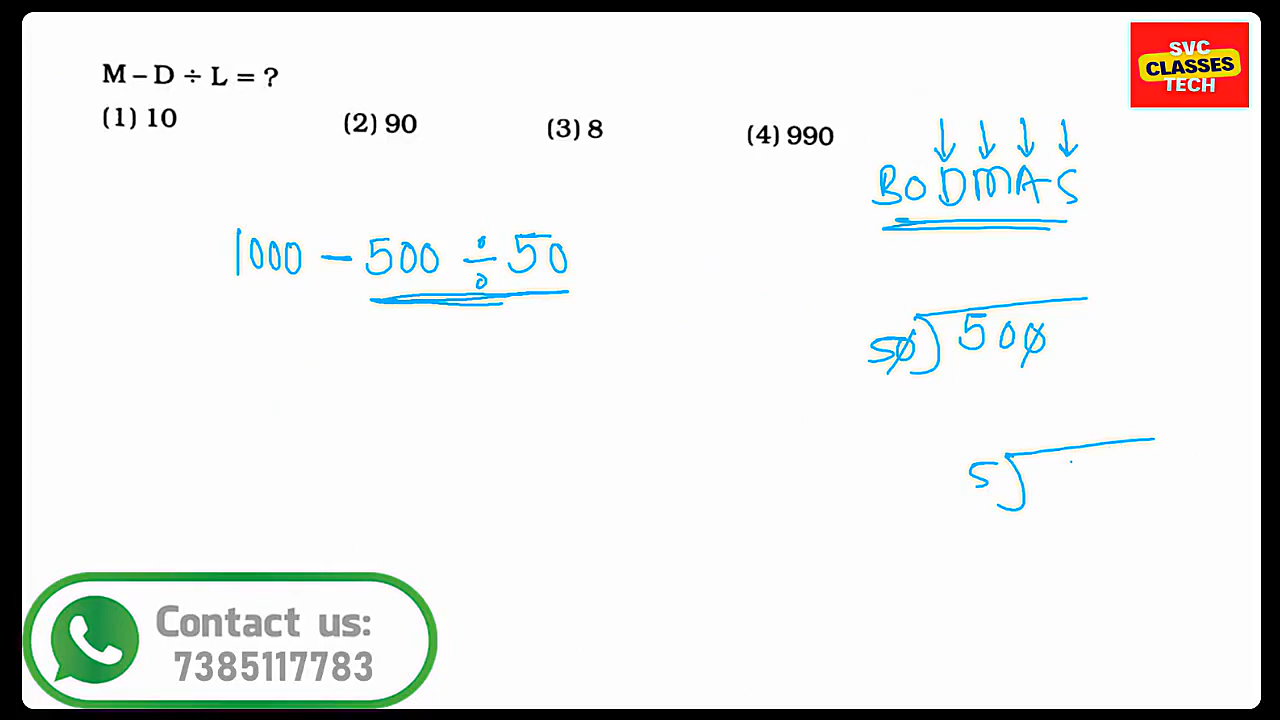 M – D ÷ L = ?
(1) 10 (2) 90 (3) 8 (4) 990
SVC
CLASSES
TECH
BODMAS
1000 – 500 ÷ 50
50 ) 500
5 )
Contact us:
7385117783